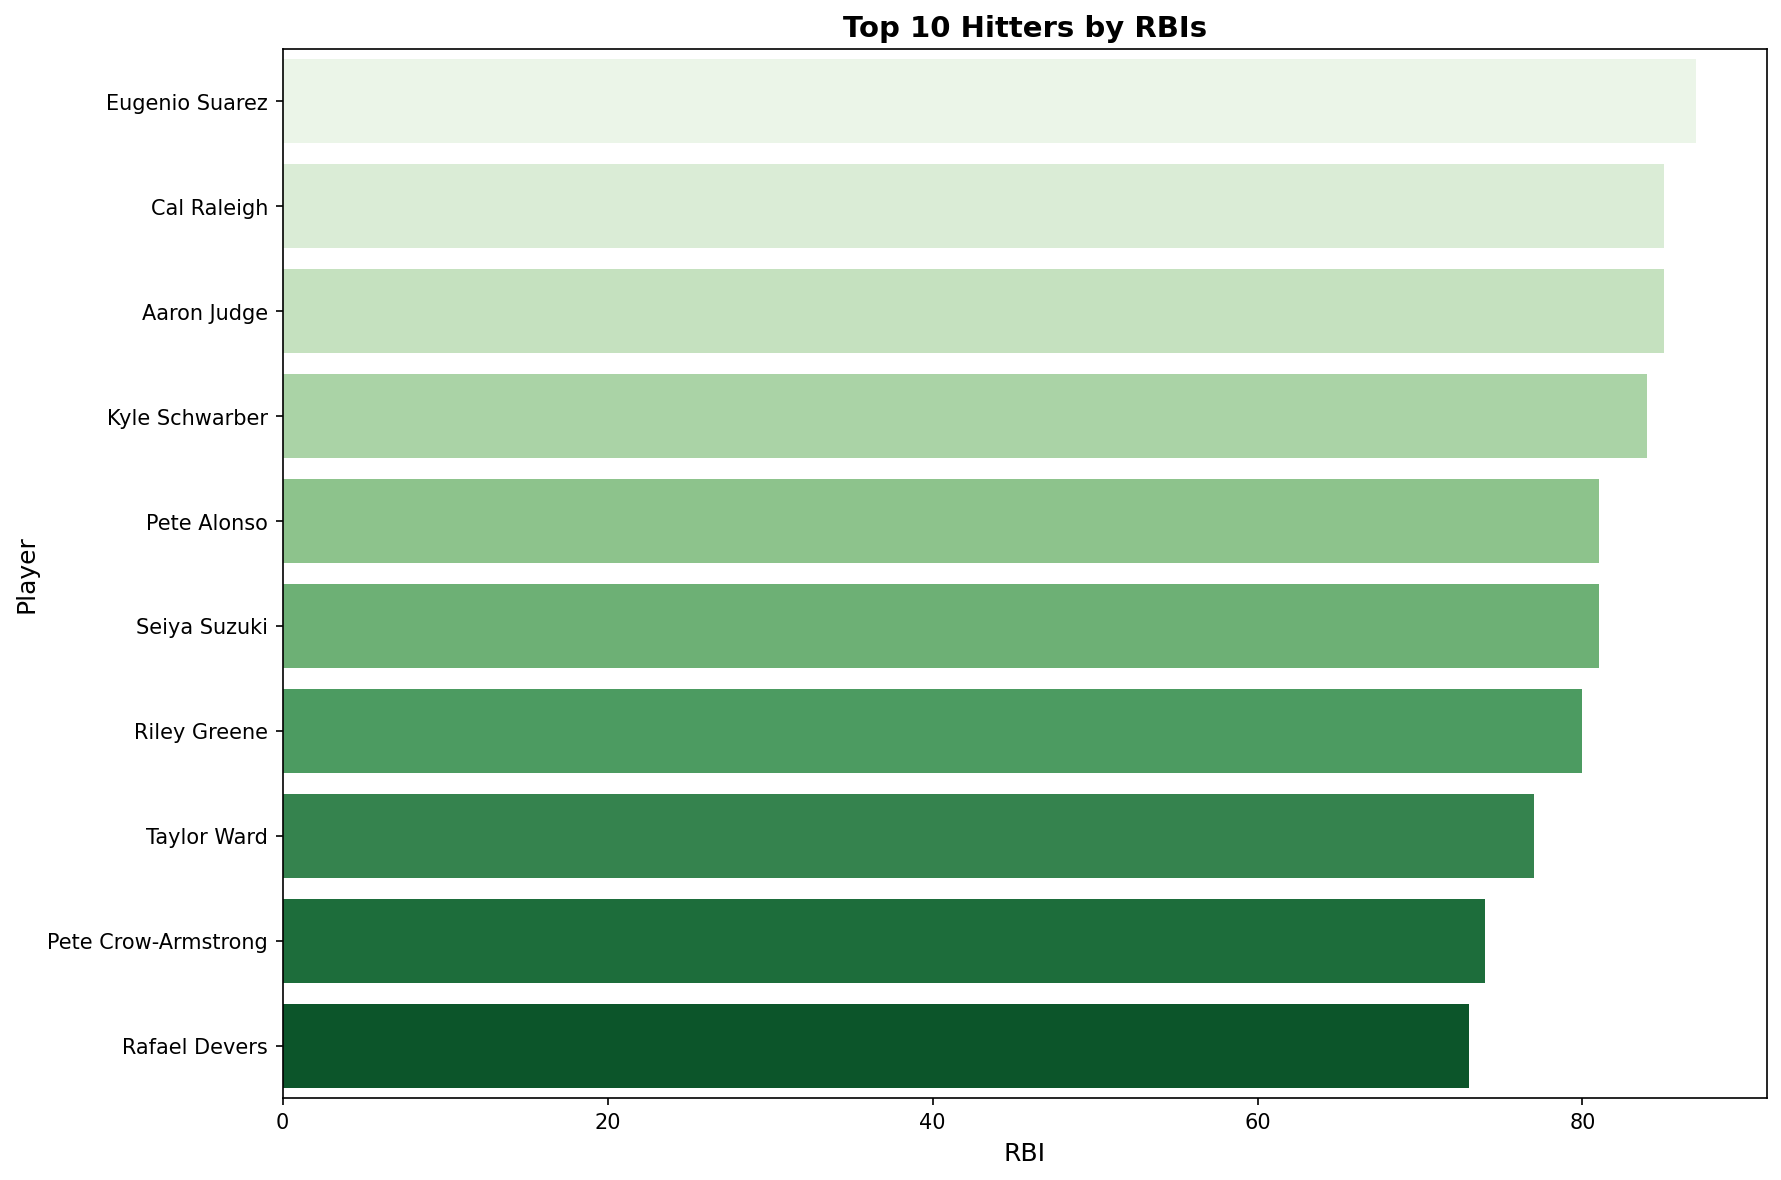 Top 10 Hitters by RBIs
Eugenio Suarez
Cal Raleigh
Aaron Judge
Kyle Schwarber
Pete Alonso
Seiya Suzuki
Riley Greene
Taylor Ward
Pete Crow-Armstrong
Rafael Devers
Player
0 20 40 60 80
RBI